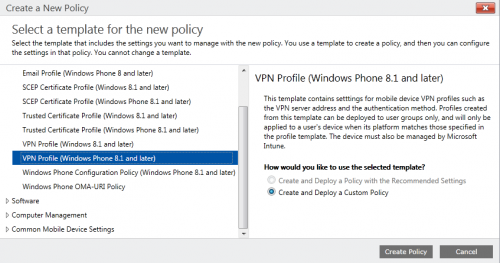 Create a New Policy
Select a template for the new policy
Select the template that includes the settings you want to manage with the new policy. You use a template to create a policy, and then you can configure
the settings in that policy. You cannot change a template.
Email Profile (Windows Phone 8 and later)
SCEP Certificate Profile (Windows 8.1 and later)
SCEP Certificate Profile (Windows Phone 8.1 and later)
Trusted Certificate Profile (Windows 8.1 and later)
Trusted Certificate Profile (Windows Phone 8.1 and later)
VPN Profile (Windows 8.1 and later)
VPN Profile (Windows Phone 8.1 and later)
Windows Phone Configuration Policy (Windows Phone 8.1 and later)
Windows Phone OMA-URI Policy
Software
Computer Management
Common Mobile Device Settings
VPN Profile (Windows Phone 8.1 and later)
This template contains setttings for mobile device VPN profiles such as
the VPN server address and the authentication method. Profiles created
from this template can be deployed to user groups only, and will only be
applied to a user's device when its platform matches those specified in
the profile template. The device must also be managed by Microsoft
Intune.
How would you like to use the selected template?
Create and Deploy a Policy with the Recommended Settings
Create and Deploy a Custom Policy
Create Policy
Cancel